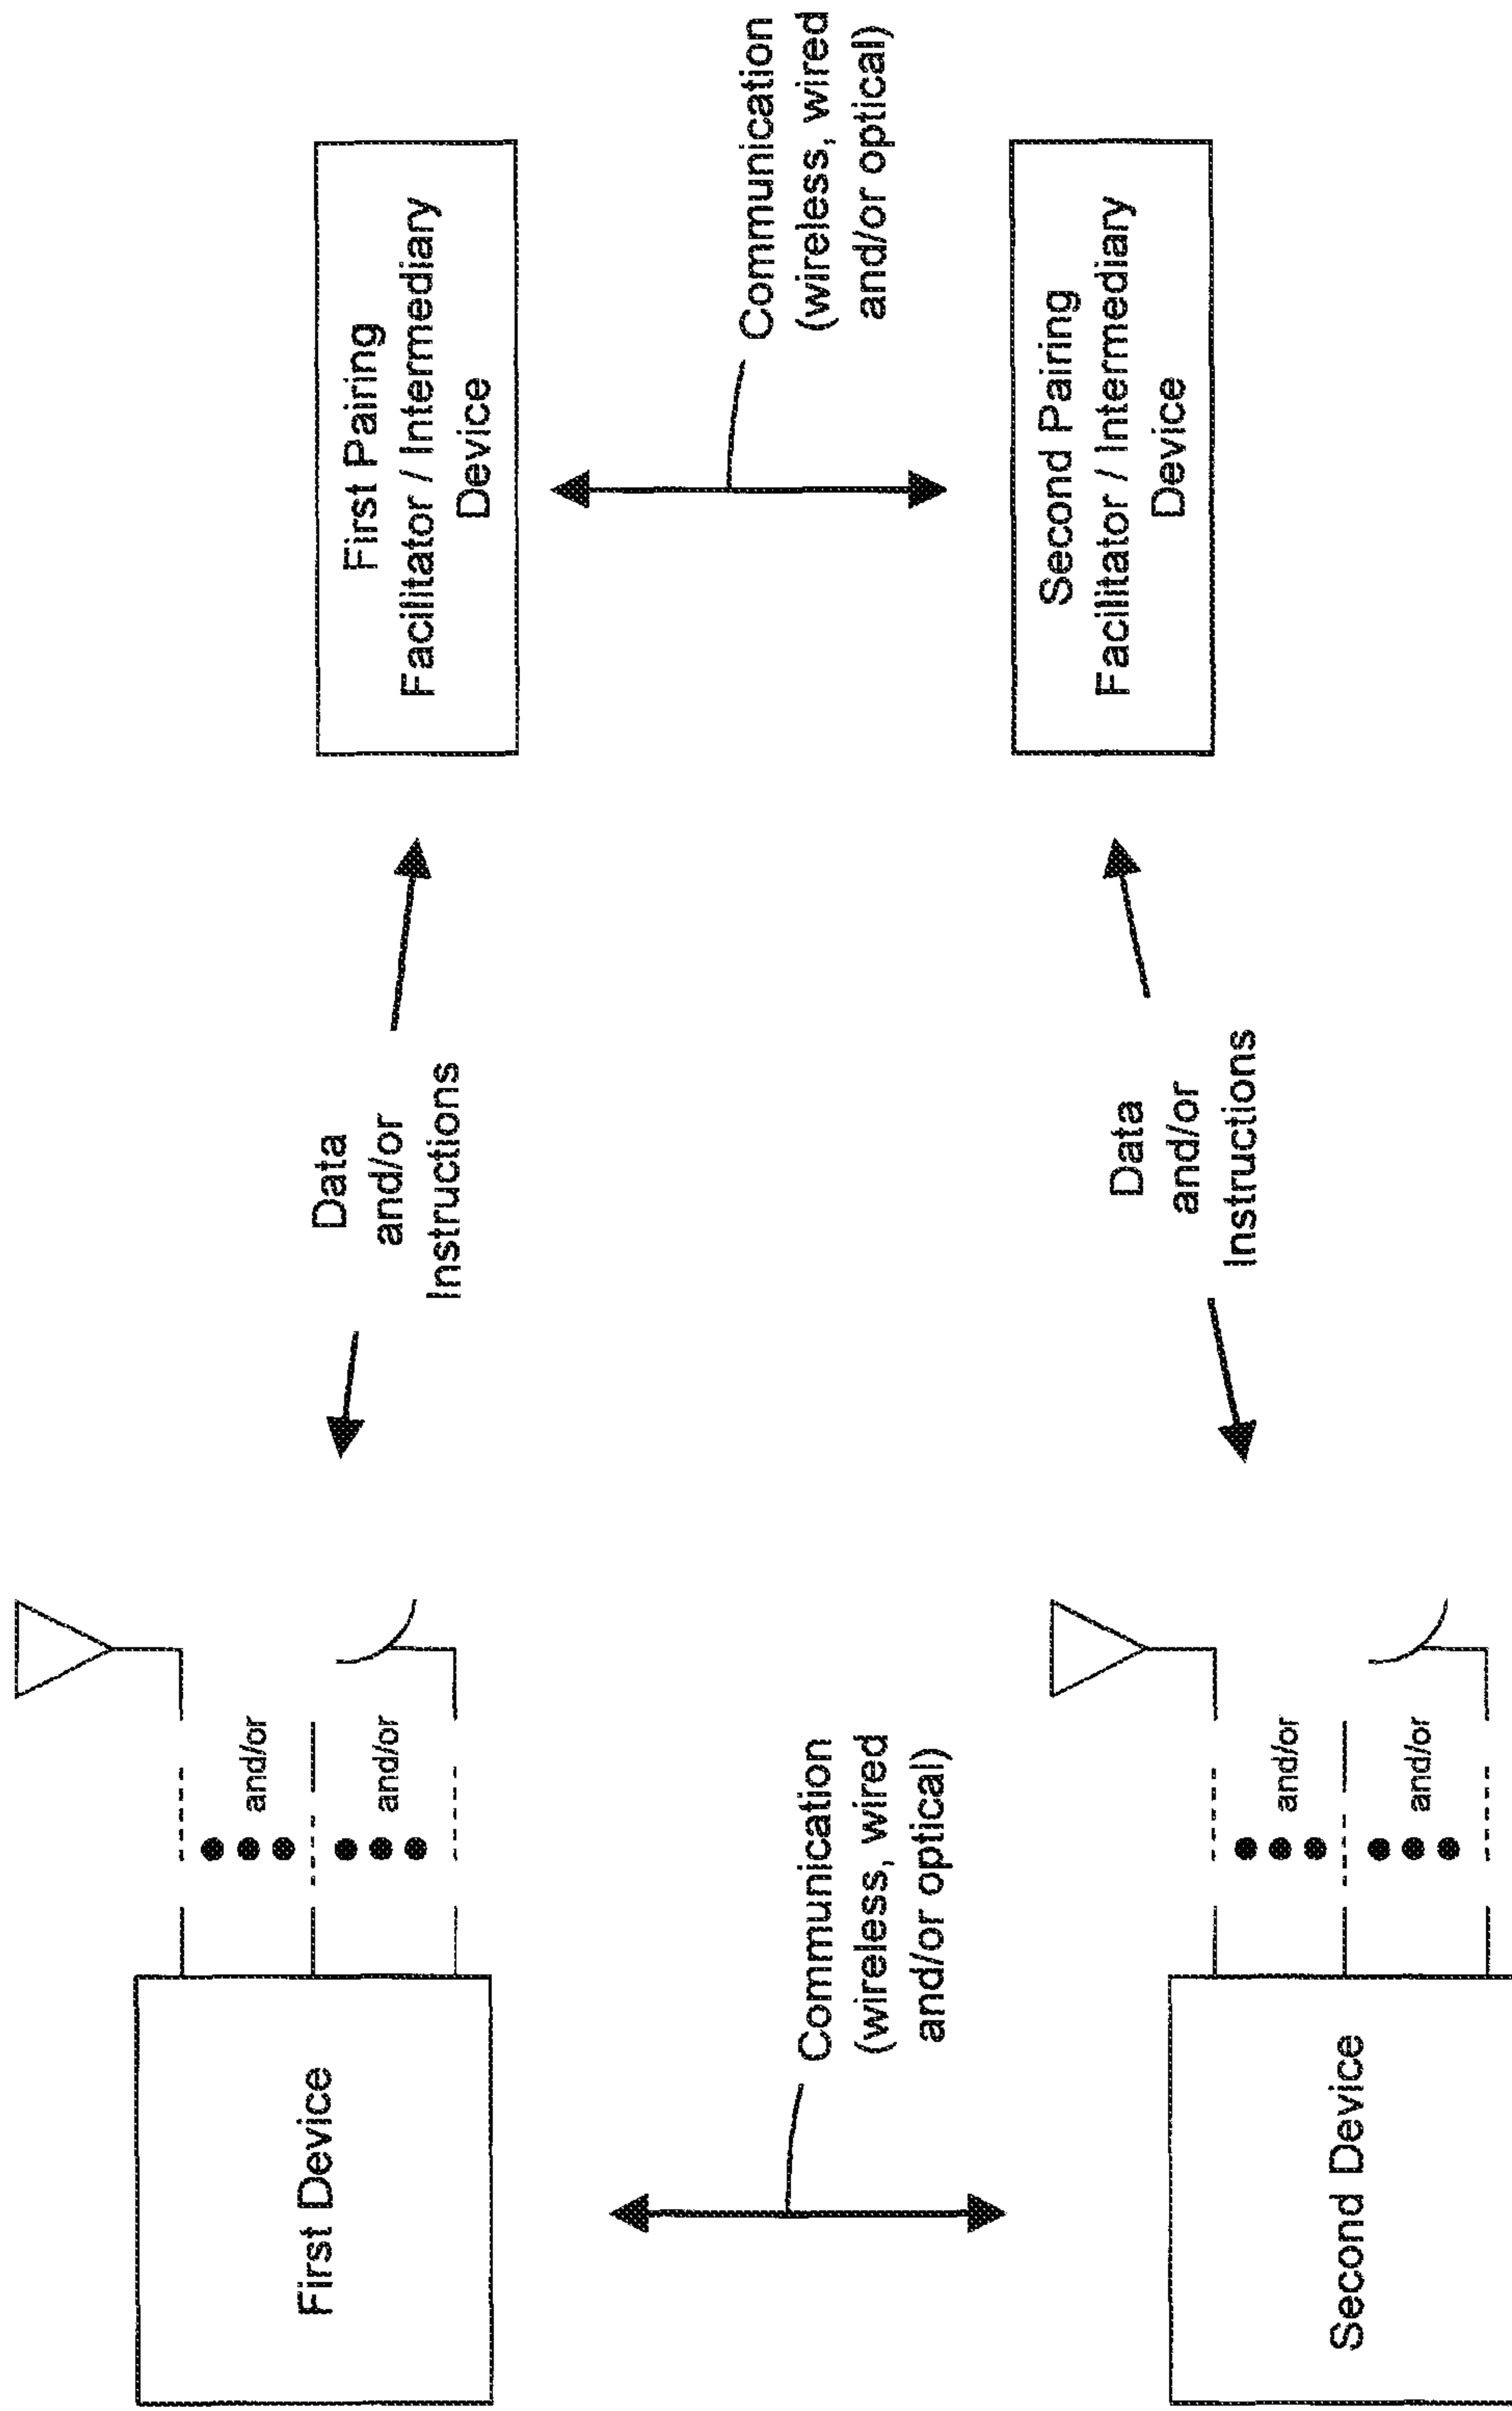 First Device
and/or
and/or
Data
and/or
Instructions
First Pairing
Facilitator / Intermediary
Device
Communication
(wireless, wired
and/or optical)
Communication
(wireless, wired
and/or optical)
Second Device
and/or
and/or
Data
and/or
Instructions
Second Pairing
Facilitator / Intermediary
Device